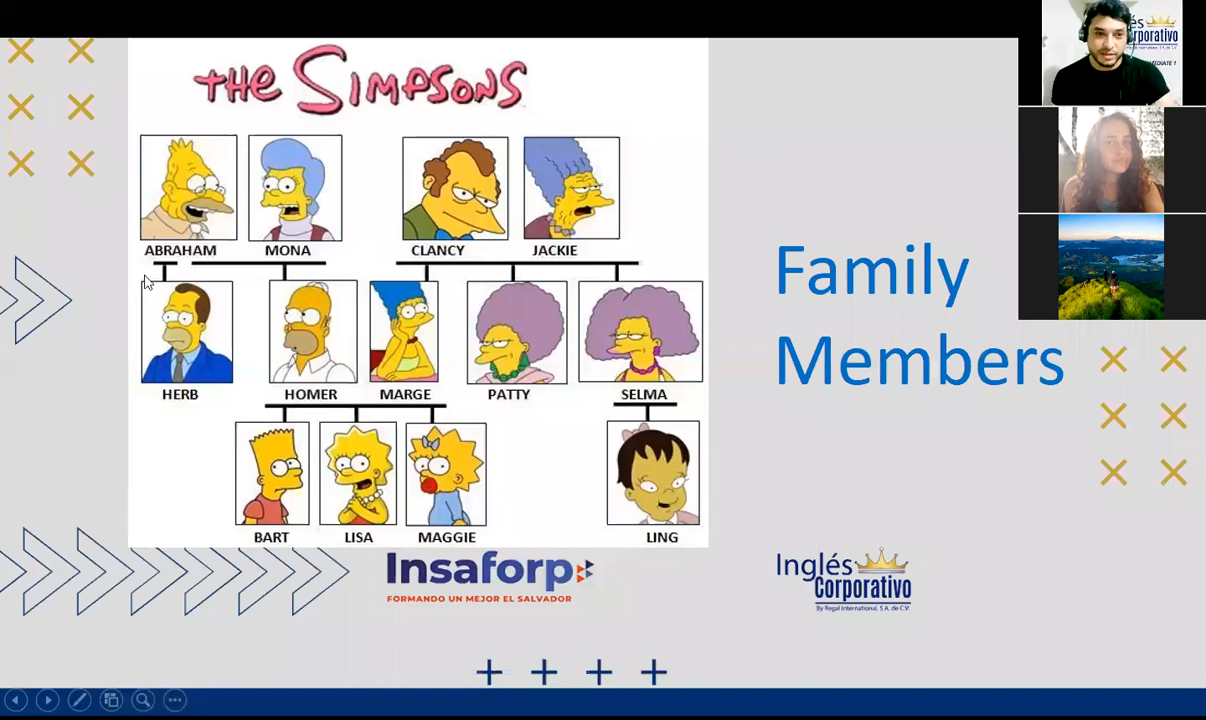 the Simpsons
ABRAHAM MONA CLANCY JACKIE
HERB HOMER MARGE PATTY SELMA
BART LISA MAGGIE LING
Family
Members
Insaforp
FORMANDO UN MEJOR EL SALVADOR
Inglés
Corporativo
By Regal International, S.A. de C.V.